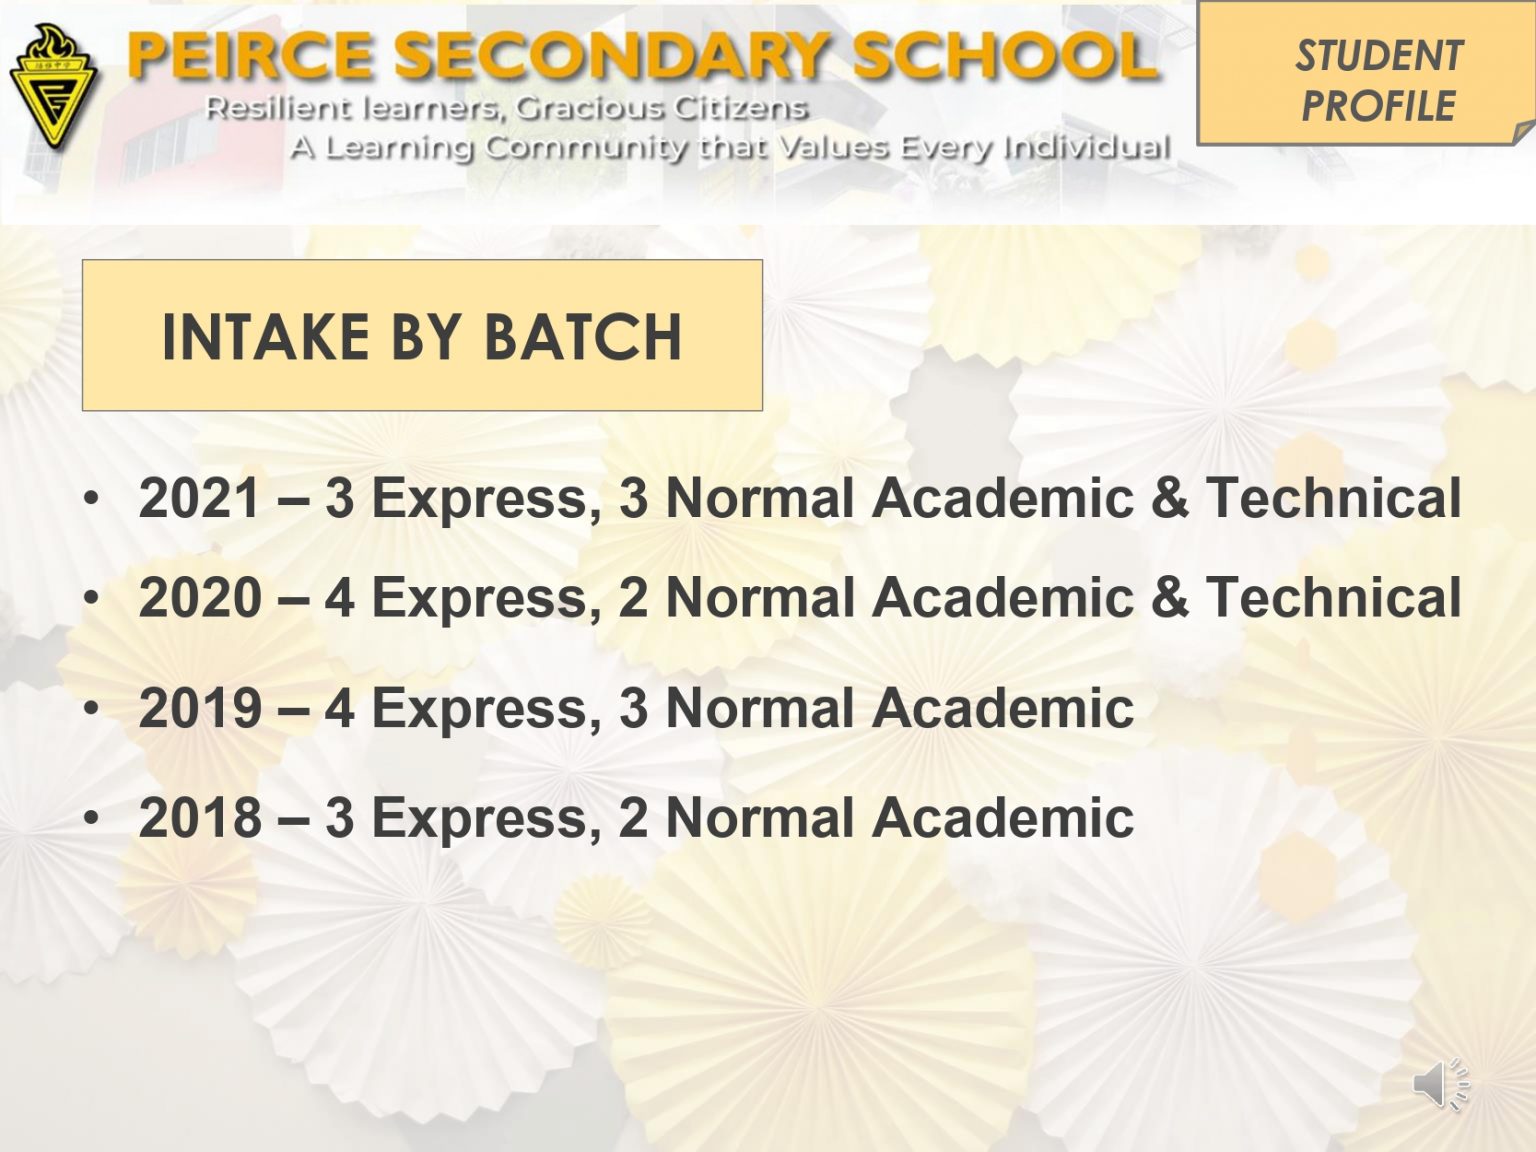 PEIRCE SECONDARY SCHOOL
Resilient learners, Gracious Citizens
A Learning Community that Values Every Individual
STUDENT
PROFILE
INTAKE BY BATCH
• 2021 – 3 Express, 3 Normal Academic & Technical
• 2020 – 4 Express, 2 Normal Academic & Technical
• 2019 – 4 Express, 3 Normal Academic
• 2018 – 3 Express, 2 Normal Academic